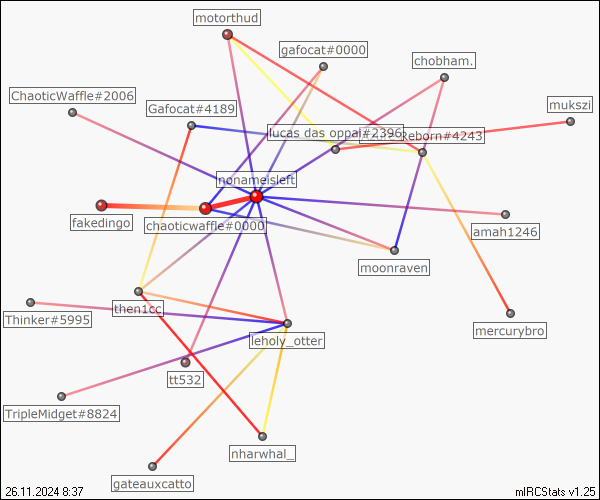 motorthud
gafocat#0000
chobham.
ChaoticWaffle#2006
Gafocat#4189
mukszi
lucas das oppai#2396
Reborn#4243
nonameisleft
fakedingo
chaoticwaffle#0000
amah1246
moonraven
then1cc
Thinker#5995
mercurybro
leholy_otter
tt532
TripleMidget#8824
nharwhal_
gateauxcatto
26.11.2024 8:37
mIRCStats v1.25